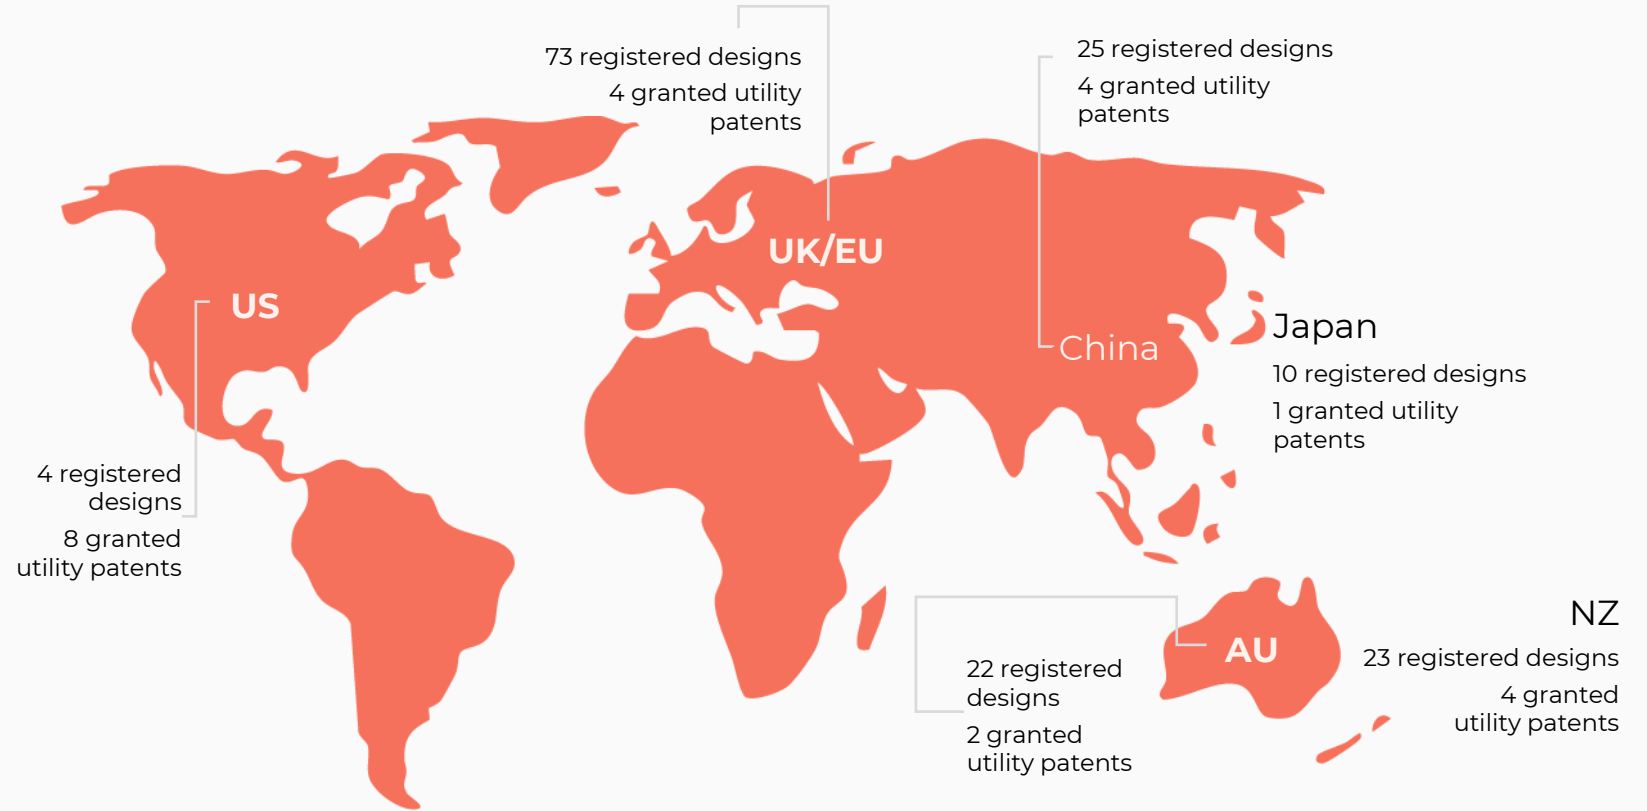 73 registered designs
4 granted utility
patents
25 registered designs
4 granted utility
patents
UK/EU
US
China
Japan
10 registered designs
1 granted utility
patents
4 registered
designs
8 granted
utility patents
AU
22 registered
designs
2 granted
utility patents
NZ
23 registered designs
4 granted
utility patents